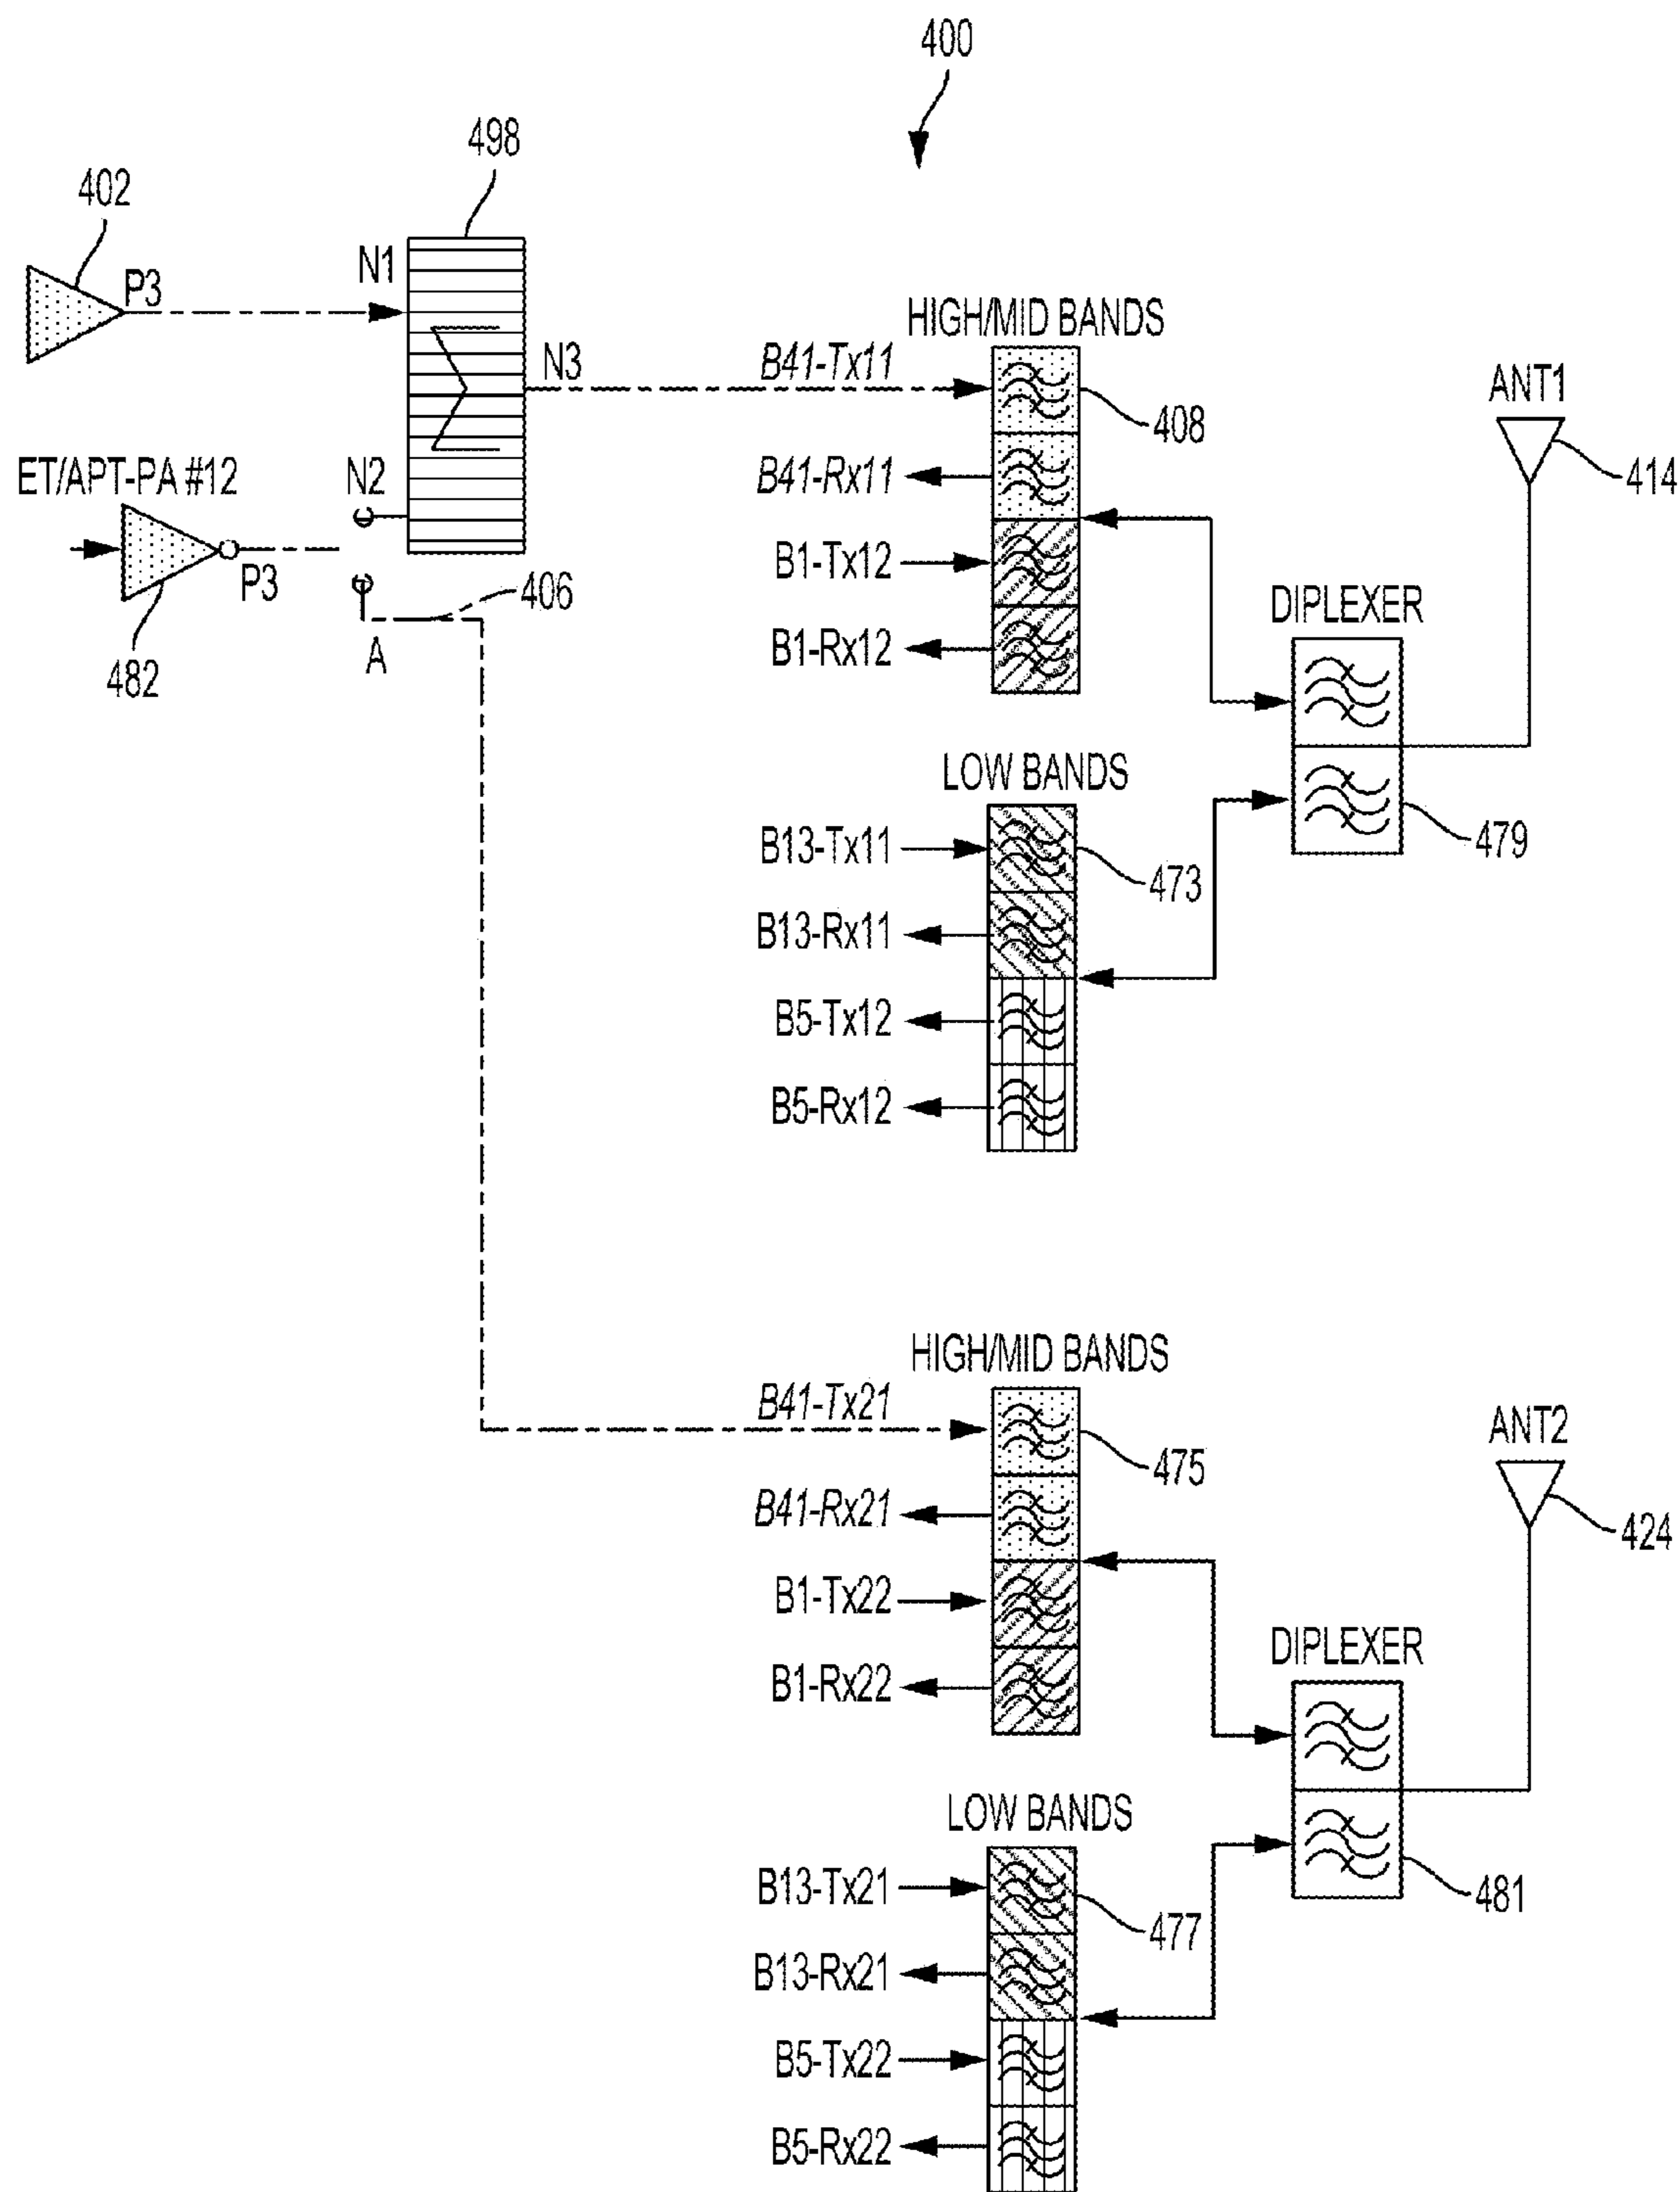 400
498
402
P3
N1
N3
ET/APT-PA #12
N2
P3
482
406
A
HIGH/MID BANDS
B41-Tx11
408
B41-Rx11
B1-Tx12
B1-Rx12
ANT1
414
DIPLEXER
479
LOW BANDS
B13-Tx11
473
B13-Rx11
B5-Tx12
B5-Rx12
HIGH/MID BANDS
B41-Tx21
475
B41-Rx21
B1-Tx22
B1-Rx22
ANT2
424
DIPLEXER
481
LOW BANDS
B13-Tx21
477
B13-Rx21
B5-Tx22
B5-Rx22